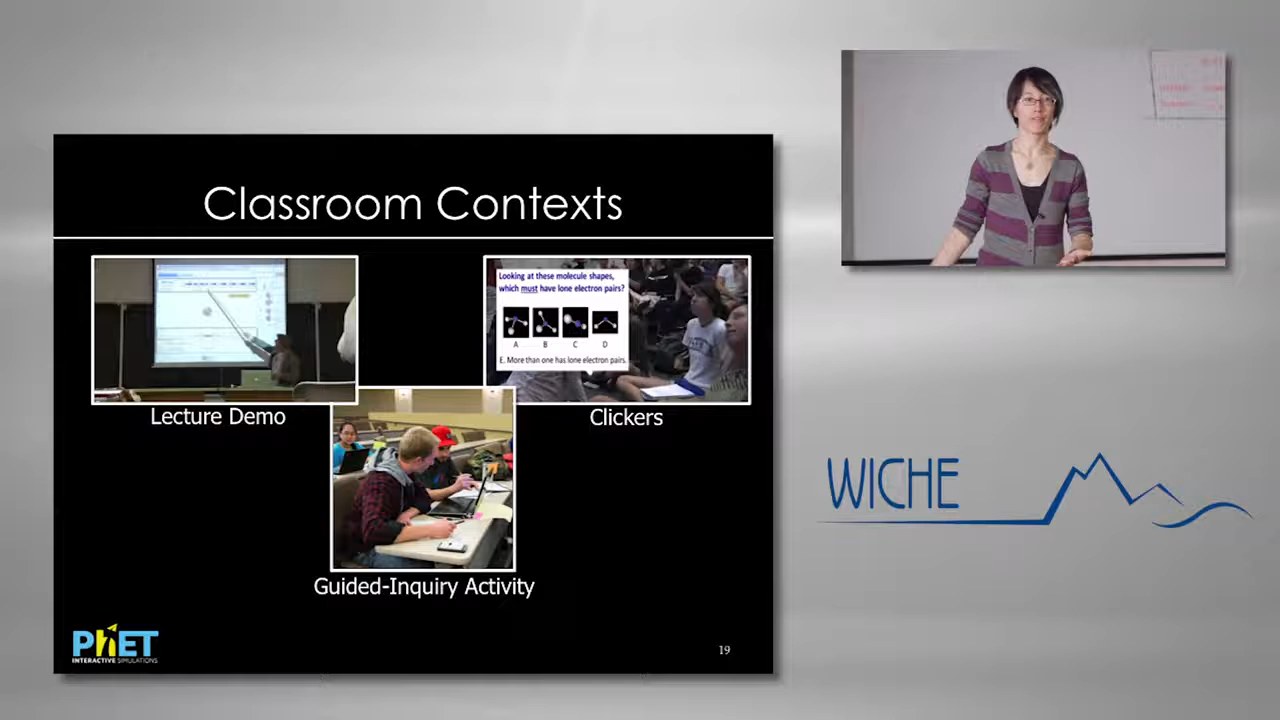 Classroom Contexts
Looking at these molecule shapes,
which must have lone electron pairs?
A B C D
E. More than one has lone electron pairs.
Lecture Demo
Clickers
Guided-Inquiry Activity
PhET
INTERACTIVE SIMULATIONS
19
WICHE